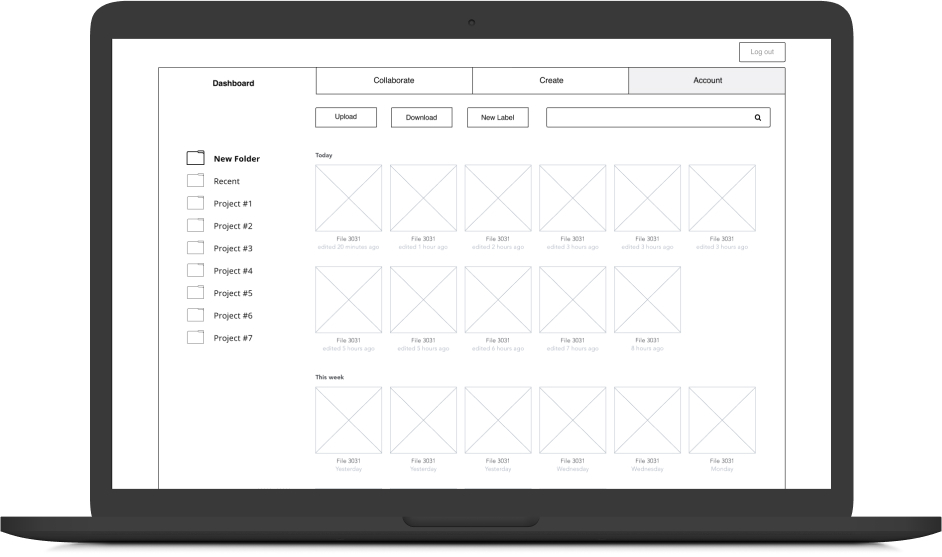 Log out
Dashboard
Collaborate
Create
Account
Upload
Download
New Label
New Folder
Recent
Project #1
Project #2
Project #3
Project #4
Project #5
Project #6
Project #7
Today
File 3031
edited 20 minutes ago
File 3031
edited 1 hour ago
File 3031
edited 2 hours ago
File 3031
edited 3 hours ago
File 3031
edited 3 hours ago
File 3031
edited 3 hours ago
File 3031
edited 5 hours ago
File 3031
edited 5 hours ago
File 3031
edited 6 hours ago
File 3031
edited 7 hours ago
File 3031
8 hours ago
This week
File 3031
Yesterday
File 3031
Yesterday
File 3031
Yesterday
File 3031
Wednesday
File 3031
Wednesday
File 3031
Monday